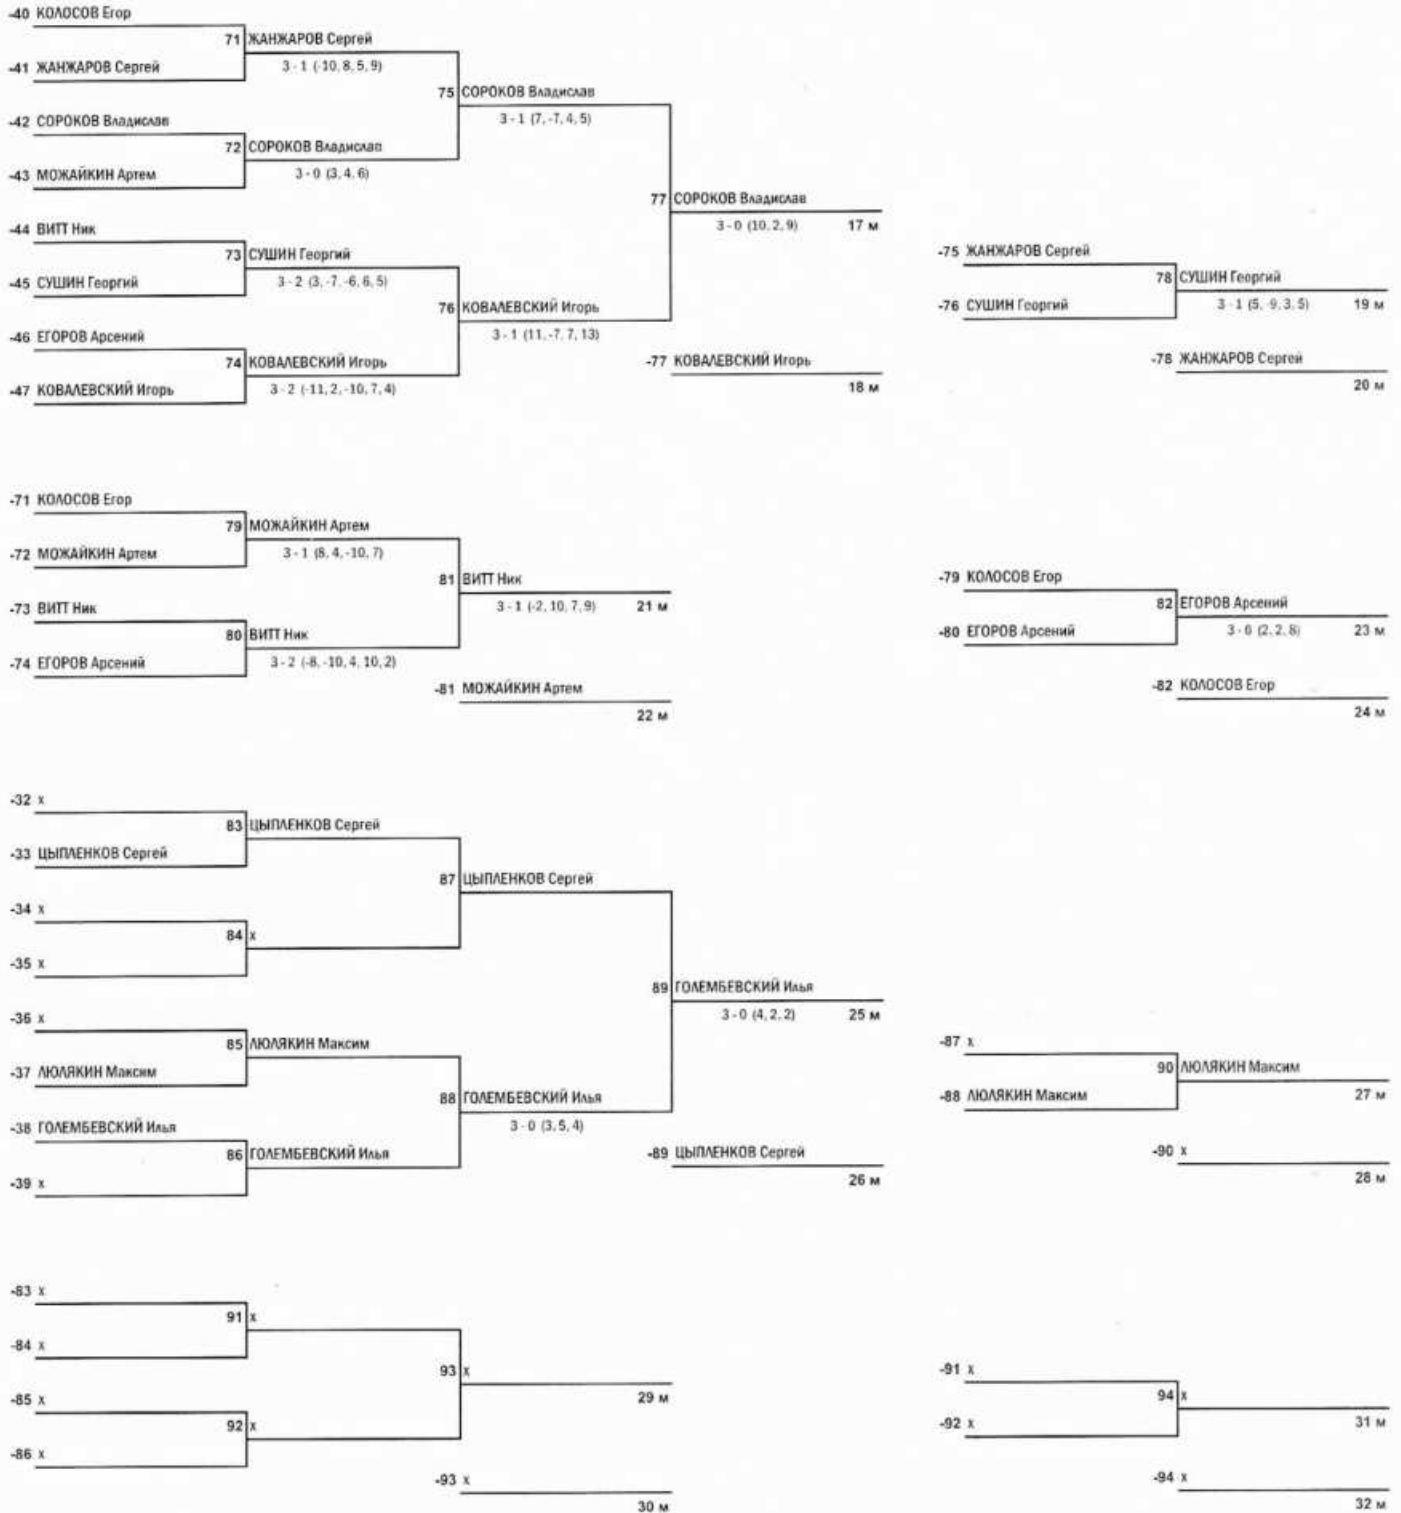 -40 КОЛОСОВ Егор
71 ЖАНЖАРОВ Сергей
-41 ЖАНЖАРОВ Сергей
3 - 1 (-10, 8, 5, 9)
75 СОРОКОВ Владислав
3 - 1 (7, -7, 4, 5)
-42 СОРОКОВ Владислав
72 СОРОКОВ Владислав
-43 МОЖАЙКИН Артем
3 - 0 (3, 4, 6)
77 СОРОКОВ Владислав
3 - 0 (10, 2, 9) 17 м
-44 ВИТТ Ник
73 СУШИН Георгий
-45 СУШИН Георгий
3 - 2 (3, -7, -6, 6, 5)
76 КОВАЛЕВСКИЙ Игорь
3 - 1 (11, -7, 7, 13)
-46 ЕГОРОВ Арсений
74 КОВАЛЕВСКИЙ Игорь
-47 КОВАЛЕВСКИЙ Игорь
3 - 2 (-11, 2, -10, 7, 4)
-77 КОВАЛЕВСКИЙ Игорь
18 м
-75 ЖАНЖАРОВ Сергей
78 СУШИН Георгий
-76 СУШИН Георгий
3 - 1 (5, -9, 3, 5) 19 м
-78 ЖАНЖАРОВ Сергей
20 м
-71 КОЛОСОВ Егор
79 МОЖАЙКИН Артем
-72 МОЖАЙКИН Артем
3 - 1 (8, 4, -10, 7)
81 ВИТТ Ник
3 - 1 (-2, 10, 7, 9) 21 м
-73 ВИТТ Ник
80 ВИТТ Ник
-74 ЕГОРОВ Арсений
3 - 2 (-8, -10, 4, 10, 2)
-81 МОЖАЙКИН Артем
22 м
-79 КОЛОСОВ Егор
82 ЕГОРОВ Арсений
-80 ЕГОРОВ Арсений
3 - 0 (2, 2, 8) 23 м
-82 КОЛОСОВ Егор
24 м
-32 х
83 ЦЫПЛЕНКОВ Сергей
-33 ЦЫПЛЕНКОВ Сергей
87 ЦЫПЛЕНКОВ Сергей
-34 х
84 х
-35 х
89 ГОЛЕМБЕВСКИЙ Илья
3 - 0 (4, 2, 2) 25 м
-36 х
85 ЛЮЛЯКИН Максим
-37 ЛЮЛЯКИН Максим
88 ГОЛЕМБЕВСКИЙ Илья
3 - 0 (3, 5, 4)
-38 ГОЛЕМБЕВСКИЙ Илья
86 ГОЛЕМБЕВСКИЙ Илья
-39 х
-89 ЦЫПЛЕНКОВ Сергей
26 м
-87 х
90 ЛЮЛЯКИН Максим
-88 ЛЮЛЯКИН Максим
27 м
-90 х
28 м
-83 х
91 х
-84 х
93 х
29 м
-85 х
92 х
-86 х
-93 х
30 м
-91 х
94 х
-92 х
31 м
-94 х
32 м